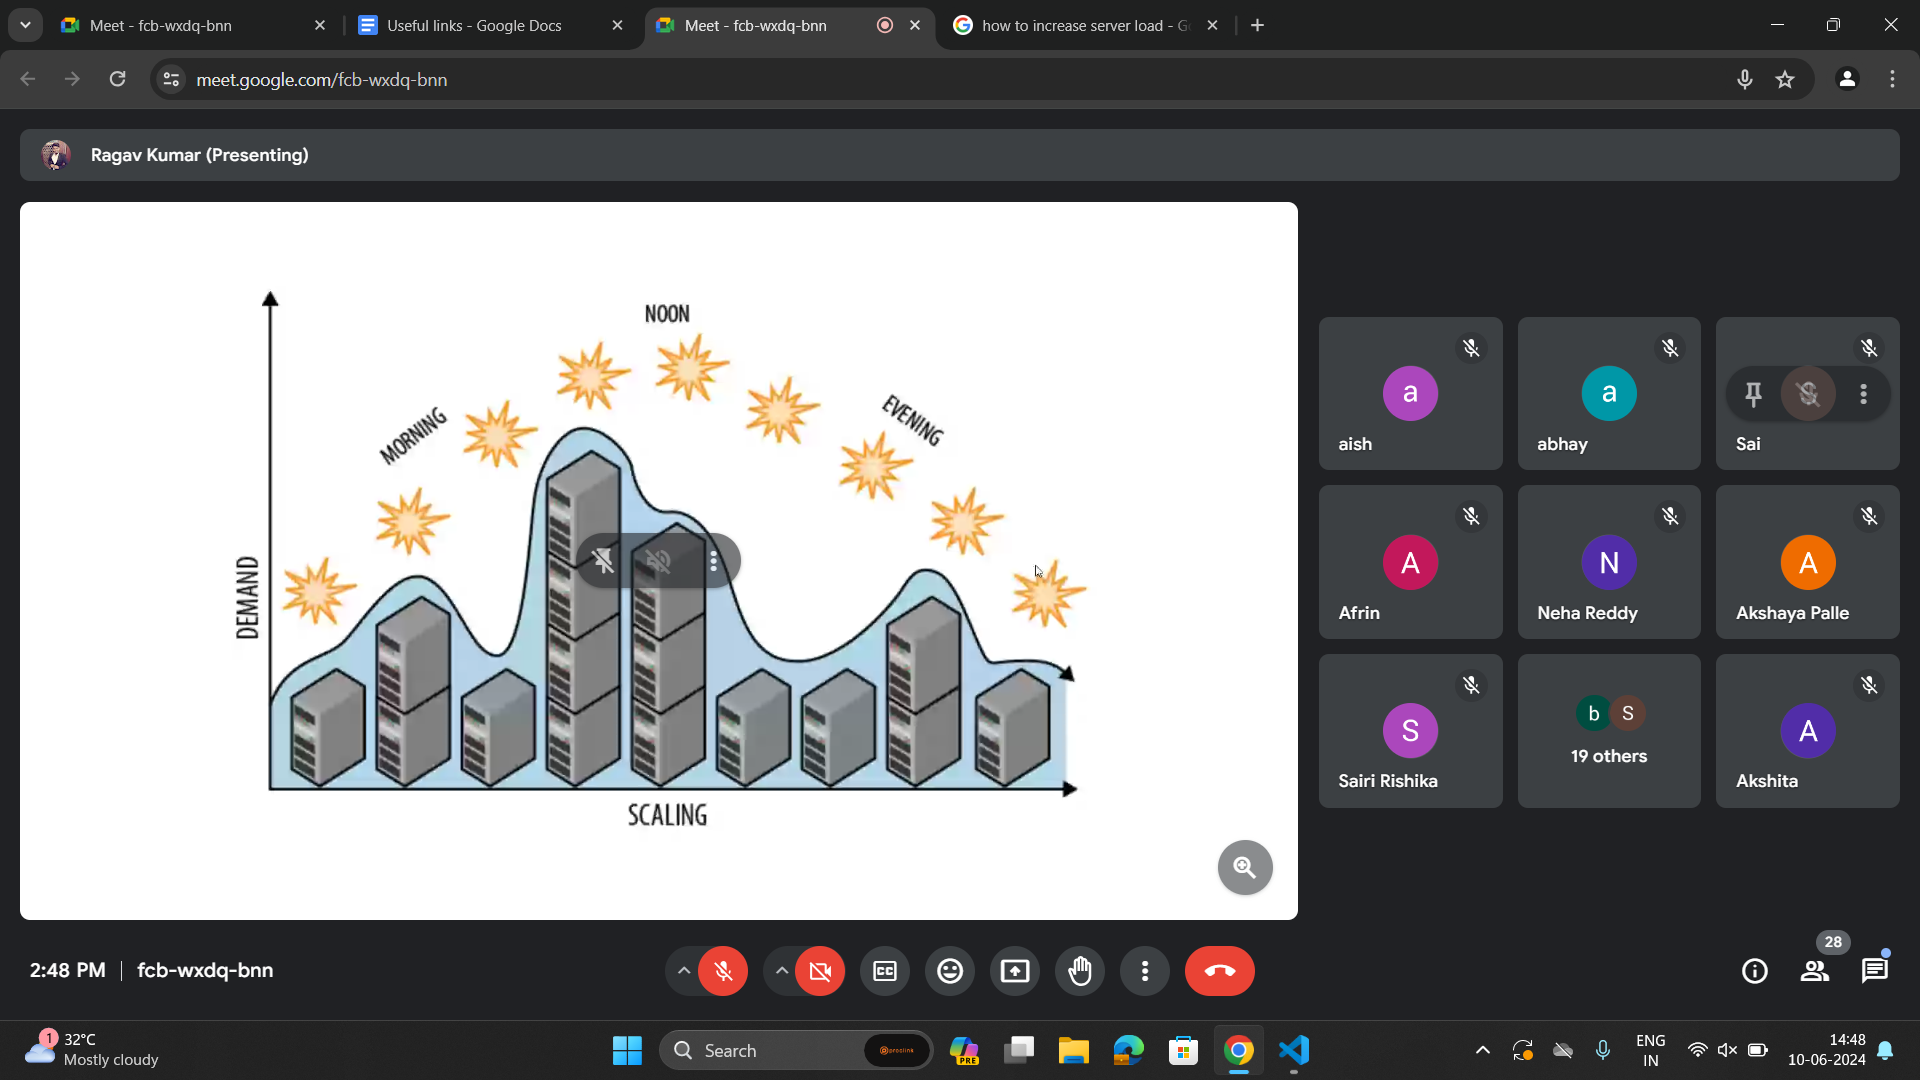 Meet - fcb-wxdq-bnn
Useful links - Google Docs
Meet - fcb-wxdq-bnn
how to increase server load - G
meet.google.com/fcb-wxdq-bnn
Ragav Kumar (Presenting)
NOON
MORNING
EVENING
DEMAND
SCALING
a
aish
a
abhay
Sai
A
Afrin
N
Neha Reddy
A
Akshaya Palle
S
Sairi Rishika
b S
19 others
A
Akshita
2:48 PM | fcb-wxdq-bnn
CC
28
1
32°C
Mostly cloudy
Search
proclink
PRE
ENG
IN
14:48
10-06-2024